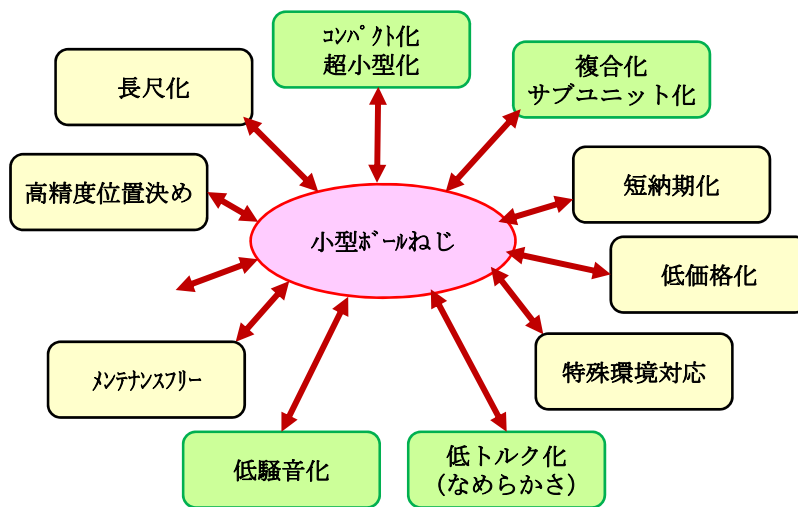 コンパクト化
超小型化
複合化
サブユニット化
長尺化
高精度位置決め
短納期化
小型ボールねじ
低価格化
メンテナンスフリー
特殊環境対応
低騒音化
低トルク化
(なめらかさ)